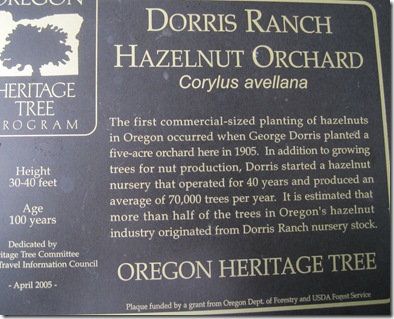 OREGON
HERITAGE
TREE
PROGRAM
Height
30-40 feet
Age
100 years
Dedicated by
ritage Tree Committee
Travel Information Council
- April 2005 -
DORRIS RANCH
HAZELNUT ORCHARD
Corylus avellana
The first commercial-sized planting of hazelnuts
in Oregon occurred when George Dorris planted a
five-acre orchard here in 1905. In addition to growing
trees for nut production, Dorris started a hazelnut
nursery that operated for 40 years and produced an
average of 70,000 trees per year. It is estimated that
more than half of the trees in Oregon's hazelnut
industry originated from Dorris Ranch nursery stock.
OREGON HERITAGE TREE
Plaque funded by a grant from Oregon Dept. of Forestry and USDA Forest Service